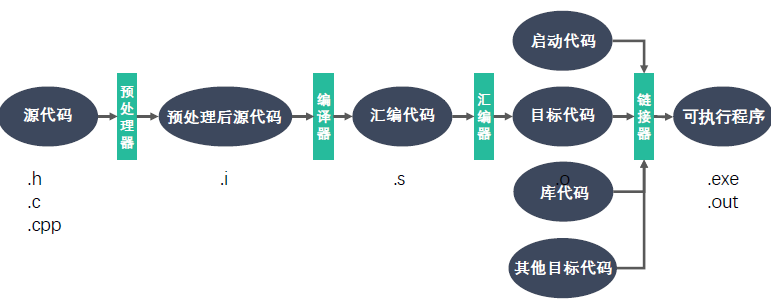 启动代码
源代码
预处理器
预处理后源代码
编译器
汇编代码
汇编器
目标代码
链接器
可执行程序
.h
.c
.cpp
.i
.s
.o
库代码
.exe
.out
其他目标代码